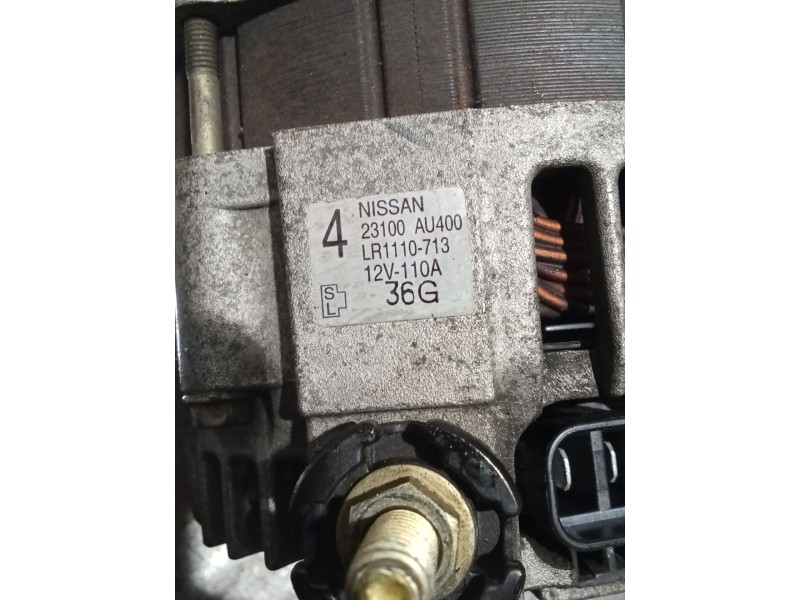 4
NISSAN
23100 AU400
LR1110-713
12V-110A
36G
S
L